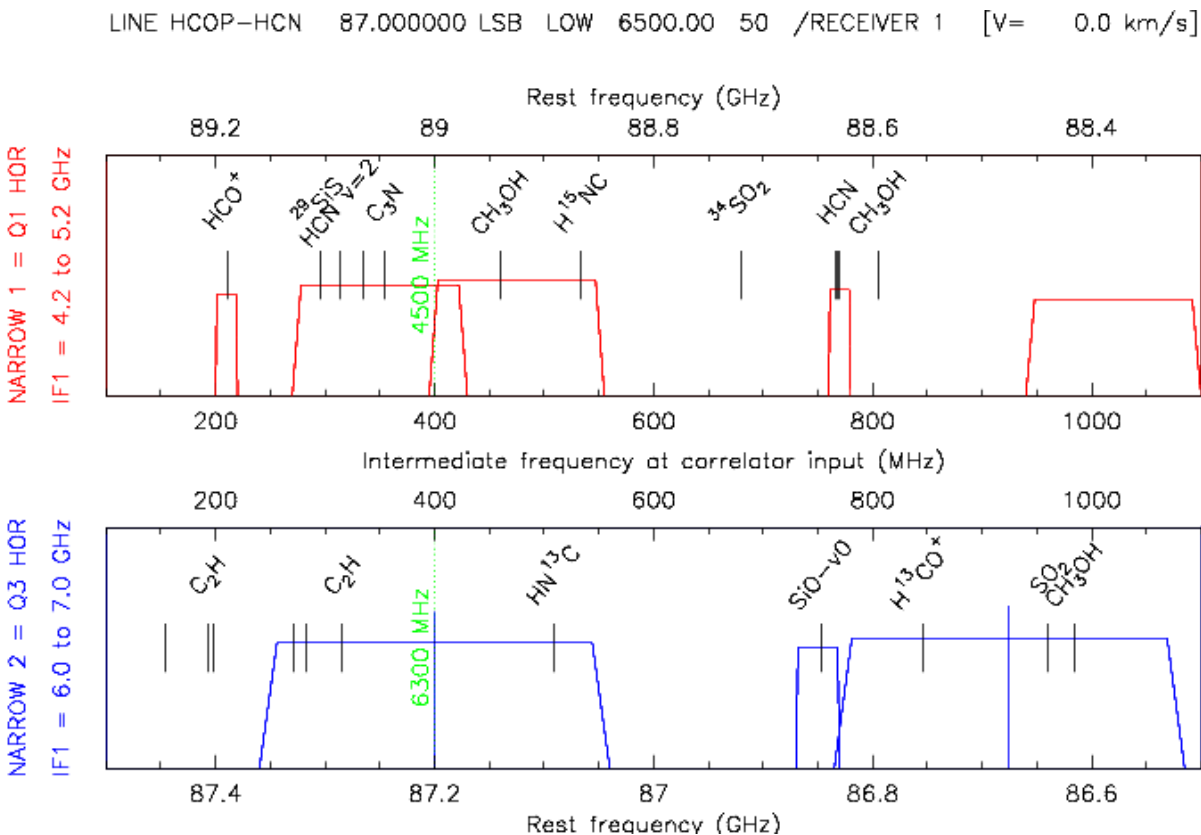 LINE HCOP-HCN 87.000000 LSB LOW 6500.00 50 /RECEIVER 1 [V= 0.0 km/s]
Rest frequency (GHz)
89.2 89 88.8 88.6 88.4
NARROW 1 = Q1 HOR
IF1 = 4.2 to 5.2 GHz
HCO⁺
²⁹SiS
HCN v=2
C₃N
4500 MHz
CH₃OH
H¹⁵NC
³⁴SO₂
HCN
CH₃OH
200 400 600 800 1000
Intermediate frequency at correlator input (MHz)
200 400 600 800 1000
NARROW 2 = Q3 HOR
IF1 = 6.0 to 7.0 GHz
C₂H
C₂H
6300 MHz
HN¹³C
SiO-v0
H¹³CO⁺
SO₂
CH₃OH
87.4 87.2 87 86.8 86.6
Rest frequency (GHz)